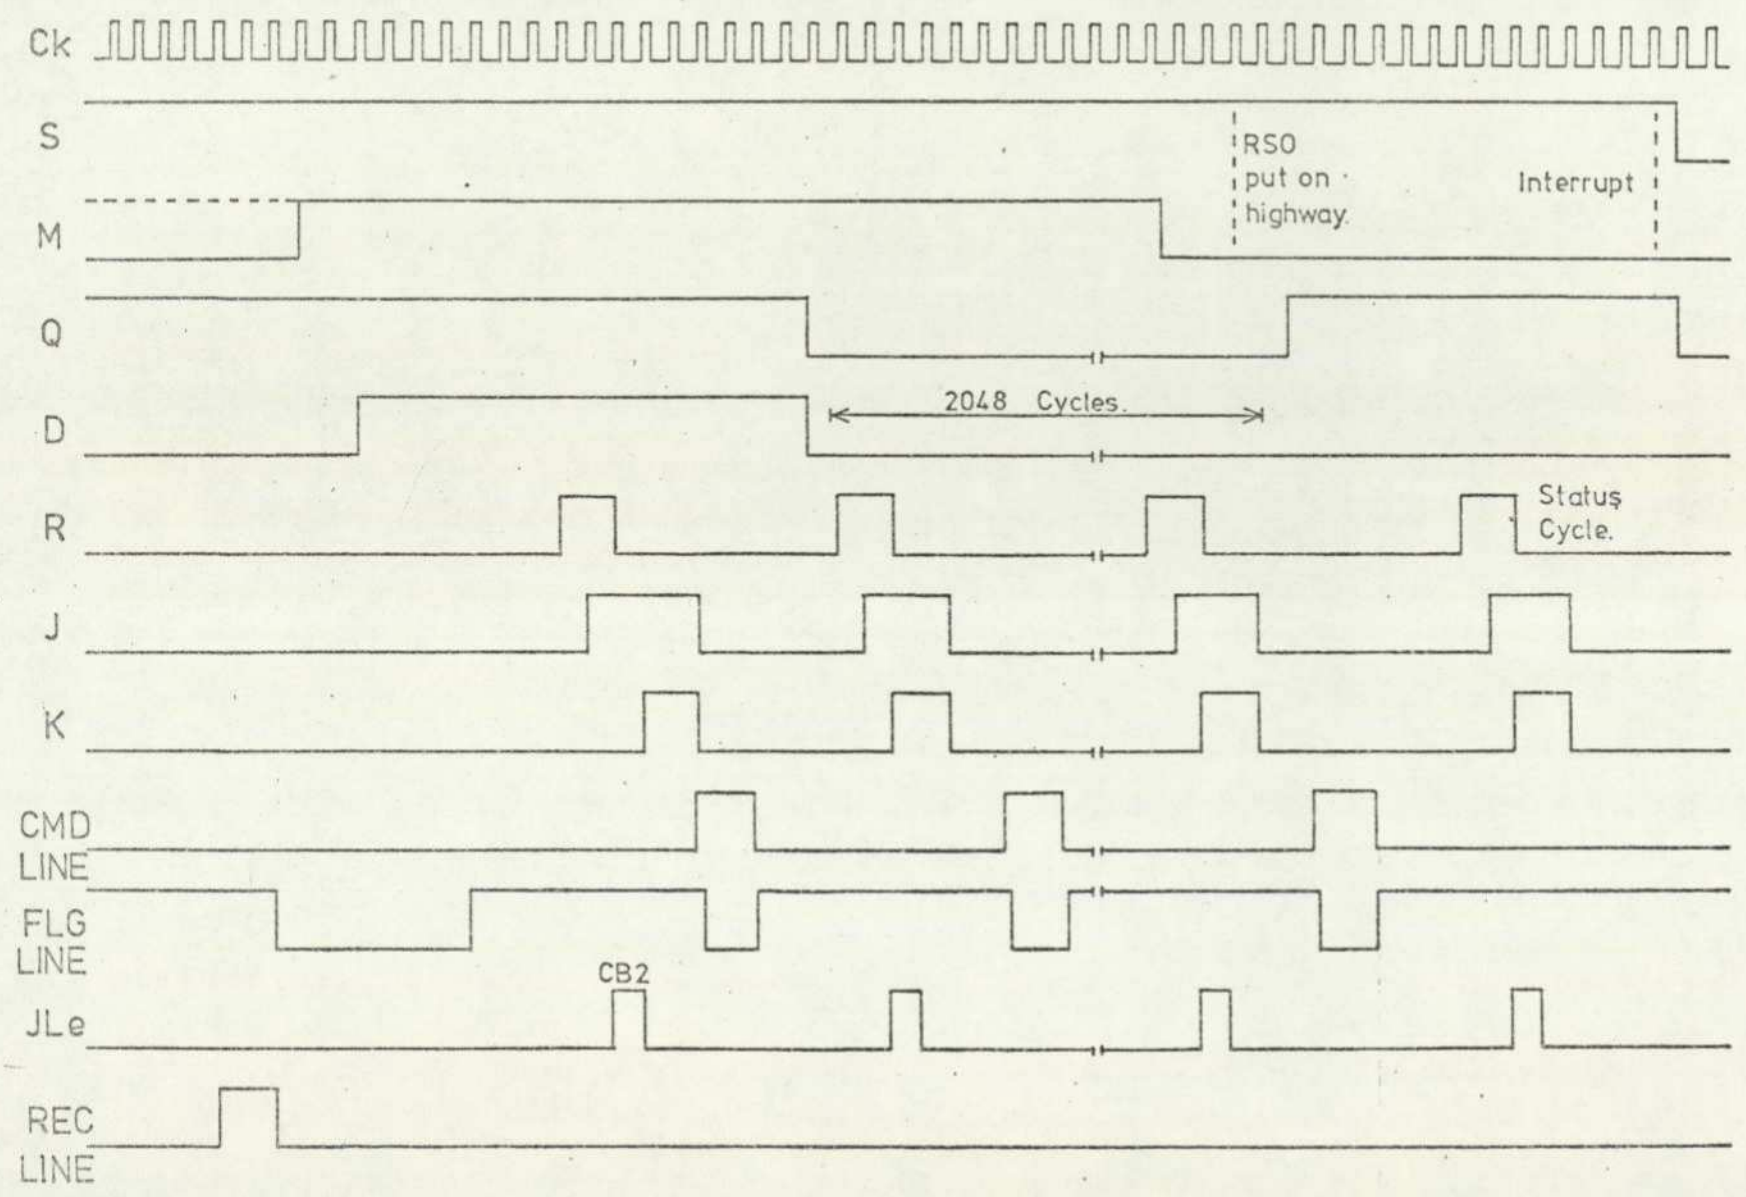 Ck
S
RSO
put on
highway.
Interrupt
M
Q
D
2048 Cycles.
R
Status
Cycle.
J
K
CMD
LINE
FLG
LINE
CB2
JLe
REC
LINE